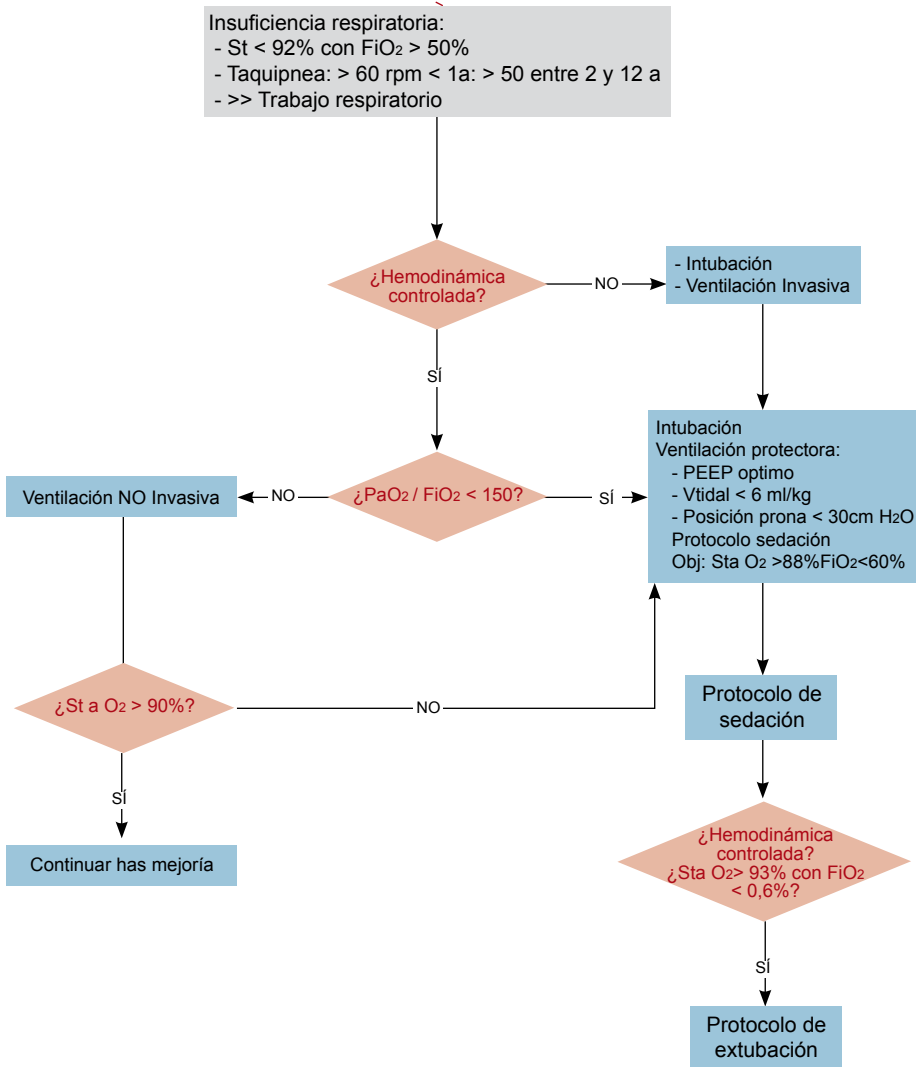 Insuficiencia respiratoria:
- St < 92% con FiO2 > 50%
- Taquipnea: > 60 rpm < 1a: > 50 entre 2 y 12 a
- >> Trabajo respiratorio
¿Hemodinámica
controlada?
NO
- Intubación
- Ventilación Invasiva
SÍ
Intubación
Ventilación protectora:
- PEEP optimo
- Vtidal < 6 ml/kg
- Posición prona < 30cm H2O
Protocolo sedación
Obj: Sta O2 >88%FiO2<60%
Ventilación NO Invasiva
NO
¿PaO2 / FiO2 < 150?
SÍ
¿St a O2 > 90%?
NO
Protocolo de
sedación
SÍ
Continuar has mejoría
¿Hemodinámica
controlada?
¿Sta O2> 93% con FiO2
< 0,6%?
SÍ
Protocolo de
extubación